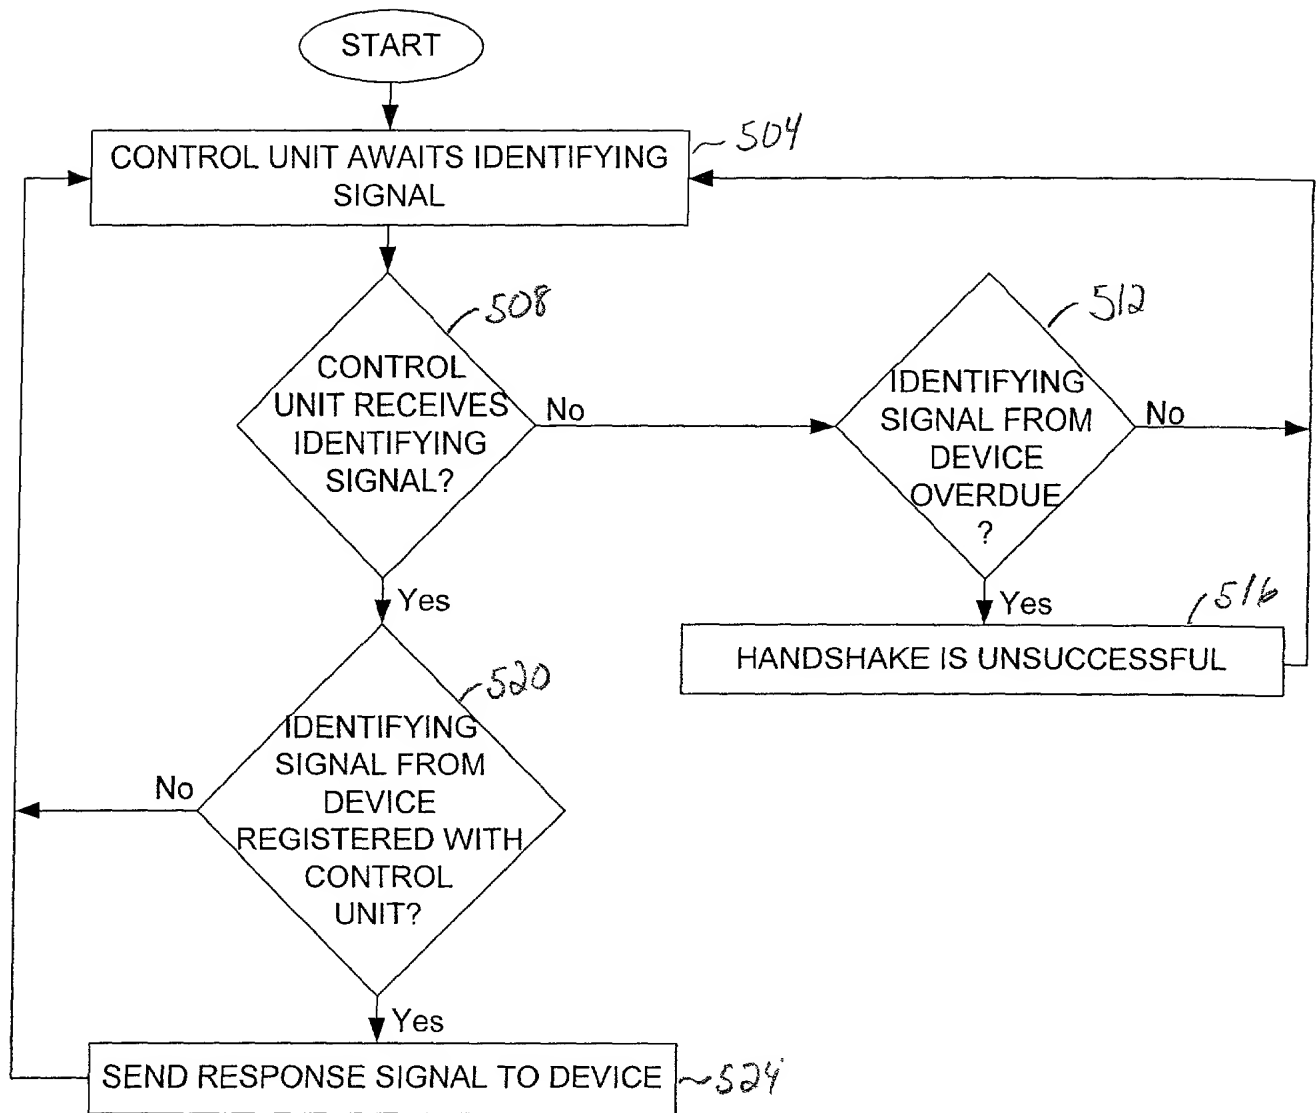 START
CONTROL UNIT AWAITS IDENTIFYING
SIGNAL
504
508
CONTROL
UNIT RECEIVES
IDENTIFYING
SIGNAL?
No
512
IDENTIFYING
SIGNAL FROM
DEVICE
OVERDUE
?
No
Yes
Yes
516
HANDSHAKE IS UNSUCCESSFUL
520
IDENTIFYING
SIGNAL FROM
DEVICE
REGISTERED WITH
CONTROL
UNIT?
No
Yes
SEND RESPONSE SIGNAL TO DEVICE
524